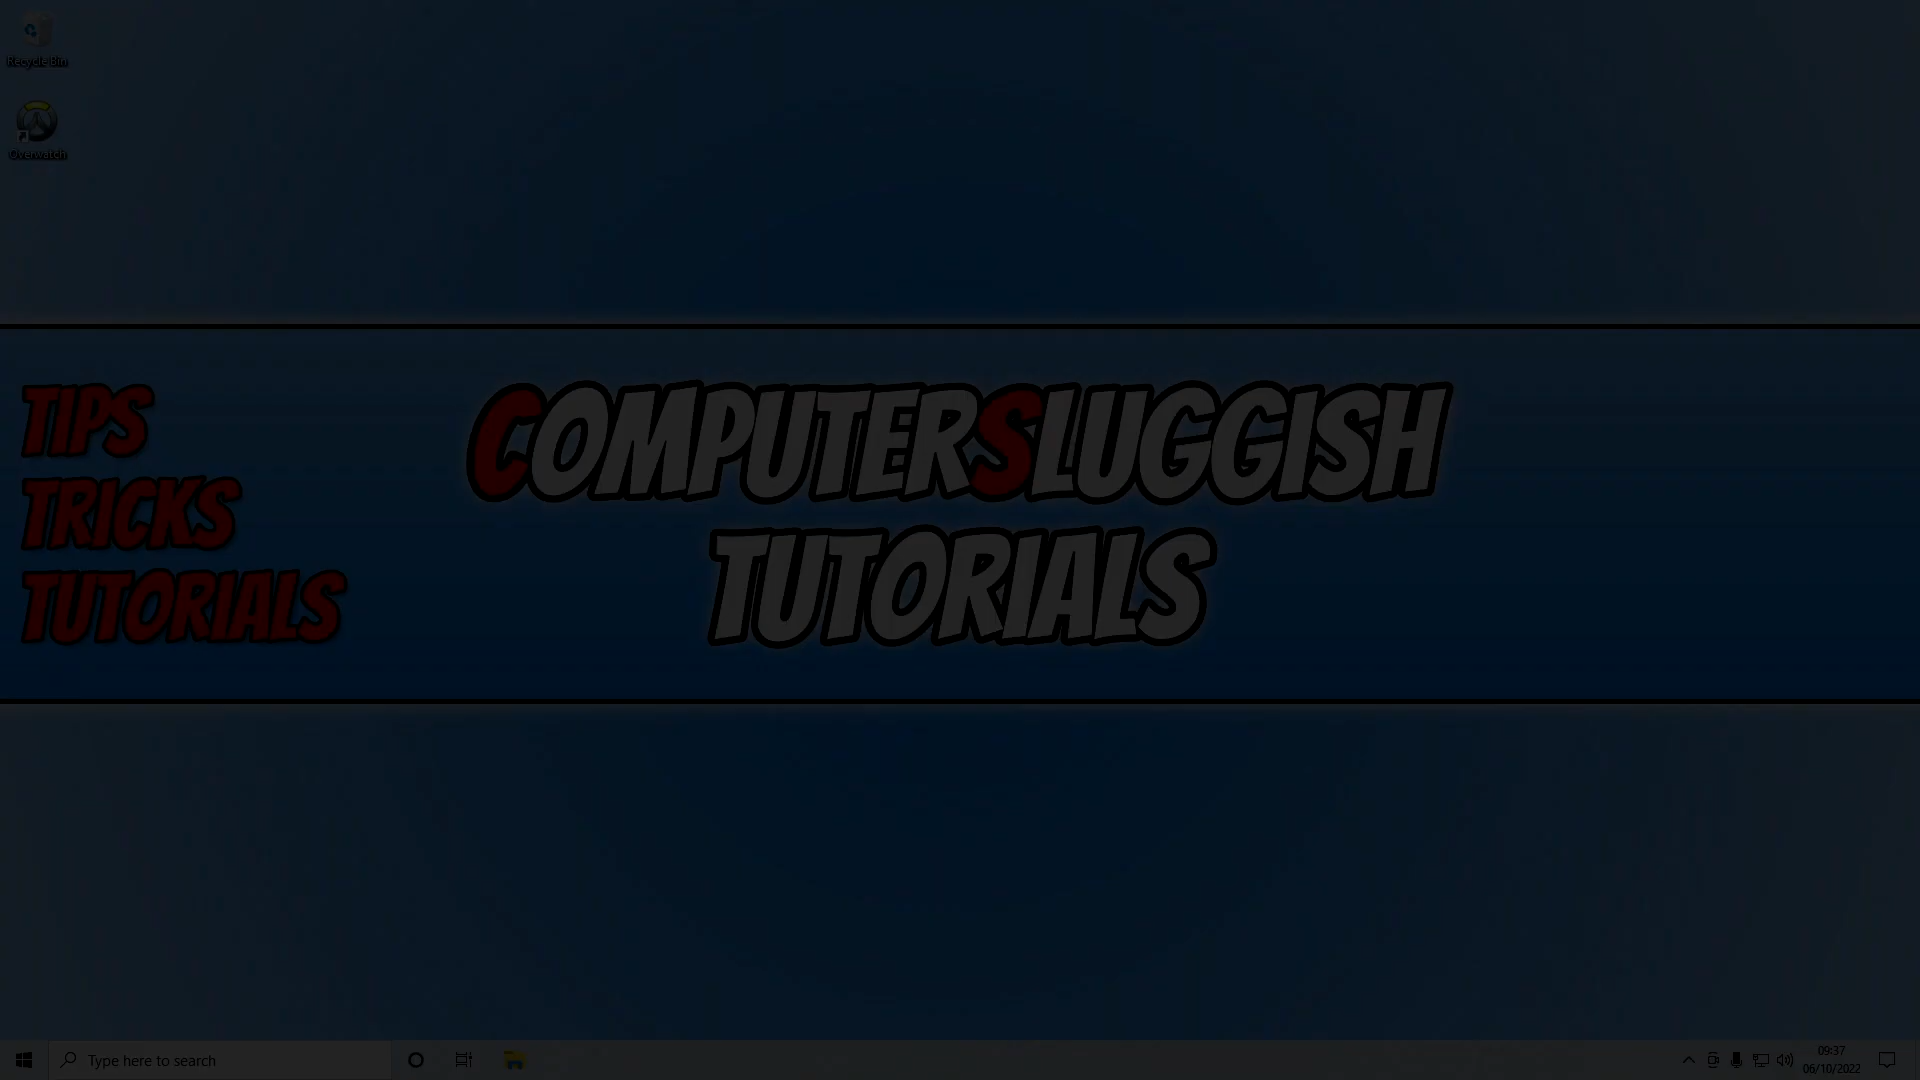 Recycle Bin
Overwatch
TIPS
TRICKS
TUTORIALS
COMPUTERSLUGGISH
TUTORIALS
Type here to search
09:37
06/10/2022